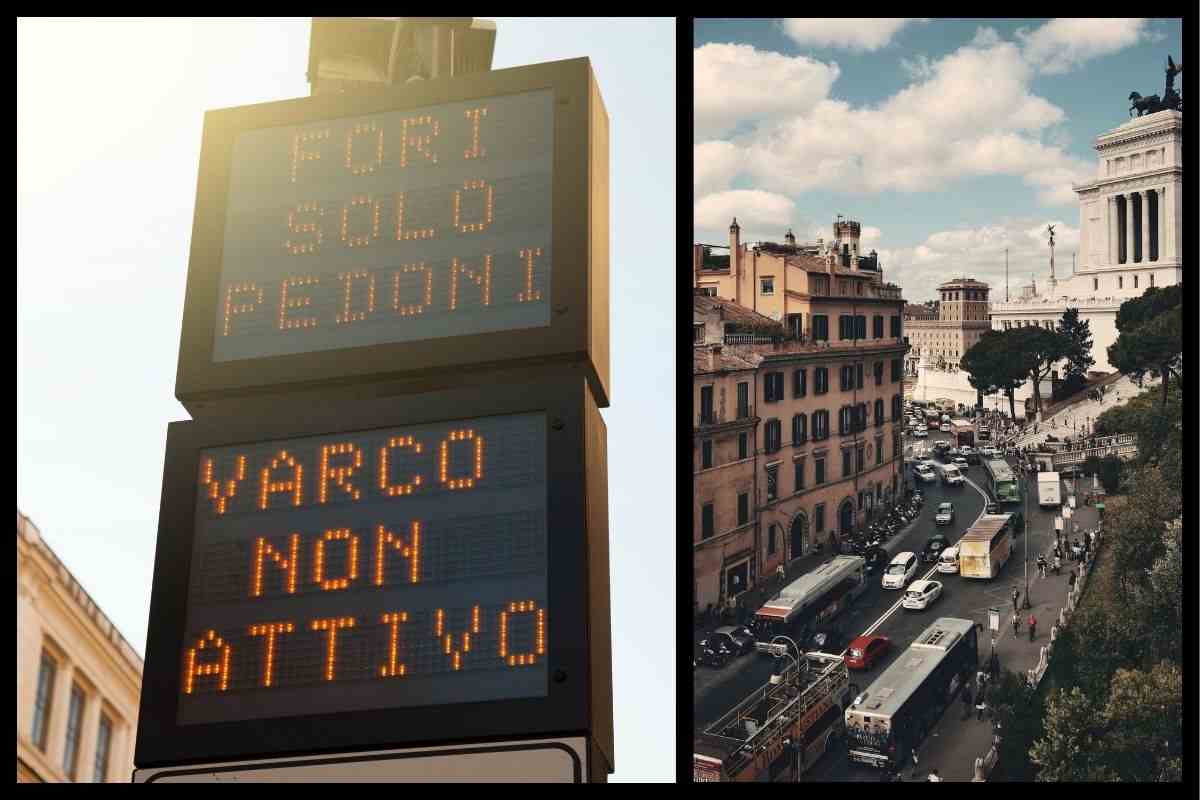 FORI
SOLO
PEDONI
VARCO
NON
ATTIVO